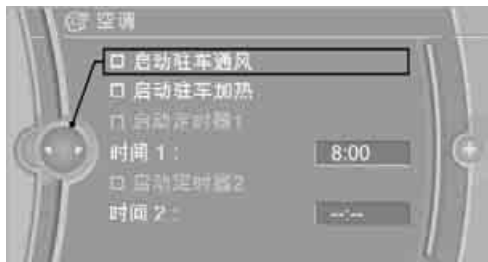 空调
启动驻车通风
启动驻车加热
启动定时器1
时间 1： 8:00
启动定时器2
时间 2： --:--